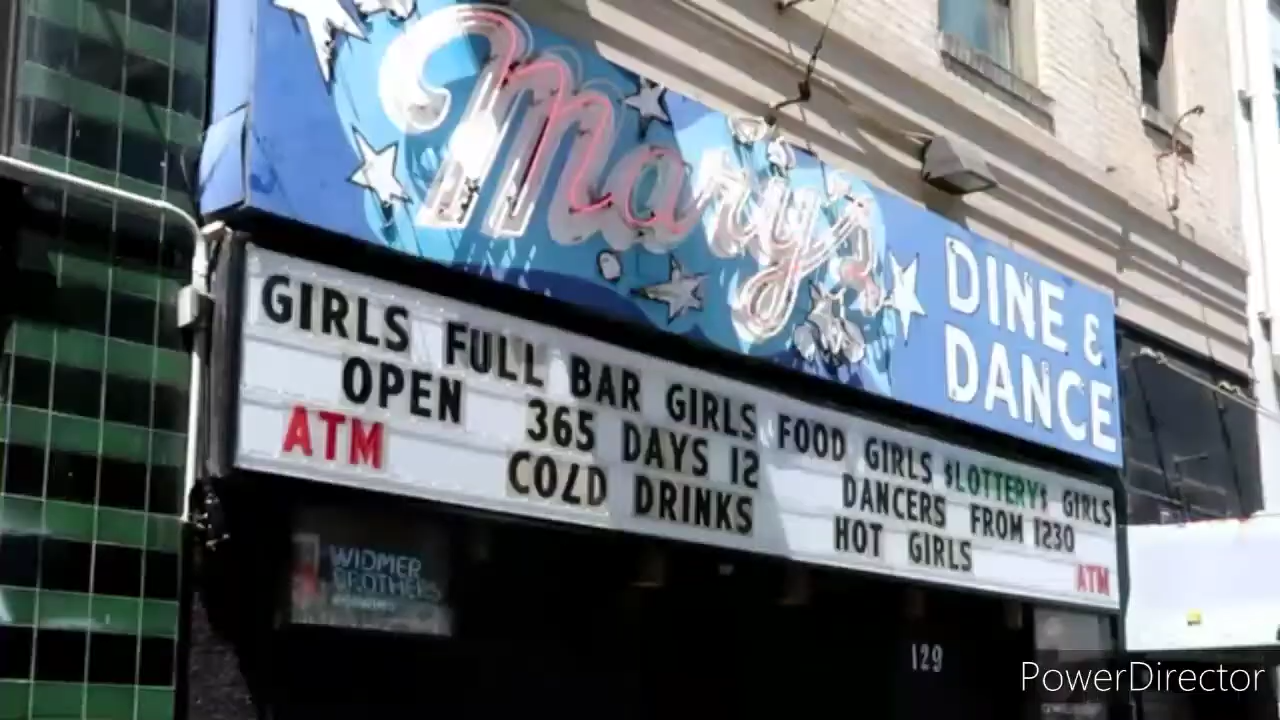 Mary's
DINE &
DANCE
GIRLS FULL BAR GIRLS FOOD GIRLS $LOTTERY$ GIRLS
OPEN 365 DAYS 12 DANCERS FROM 1230
ATM COLD DRINKS HOT GIRLS ATM
WIDMER
BROTHERS
129
PowerDirector